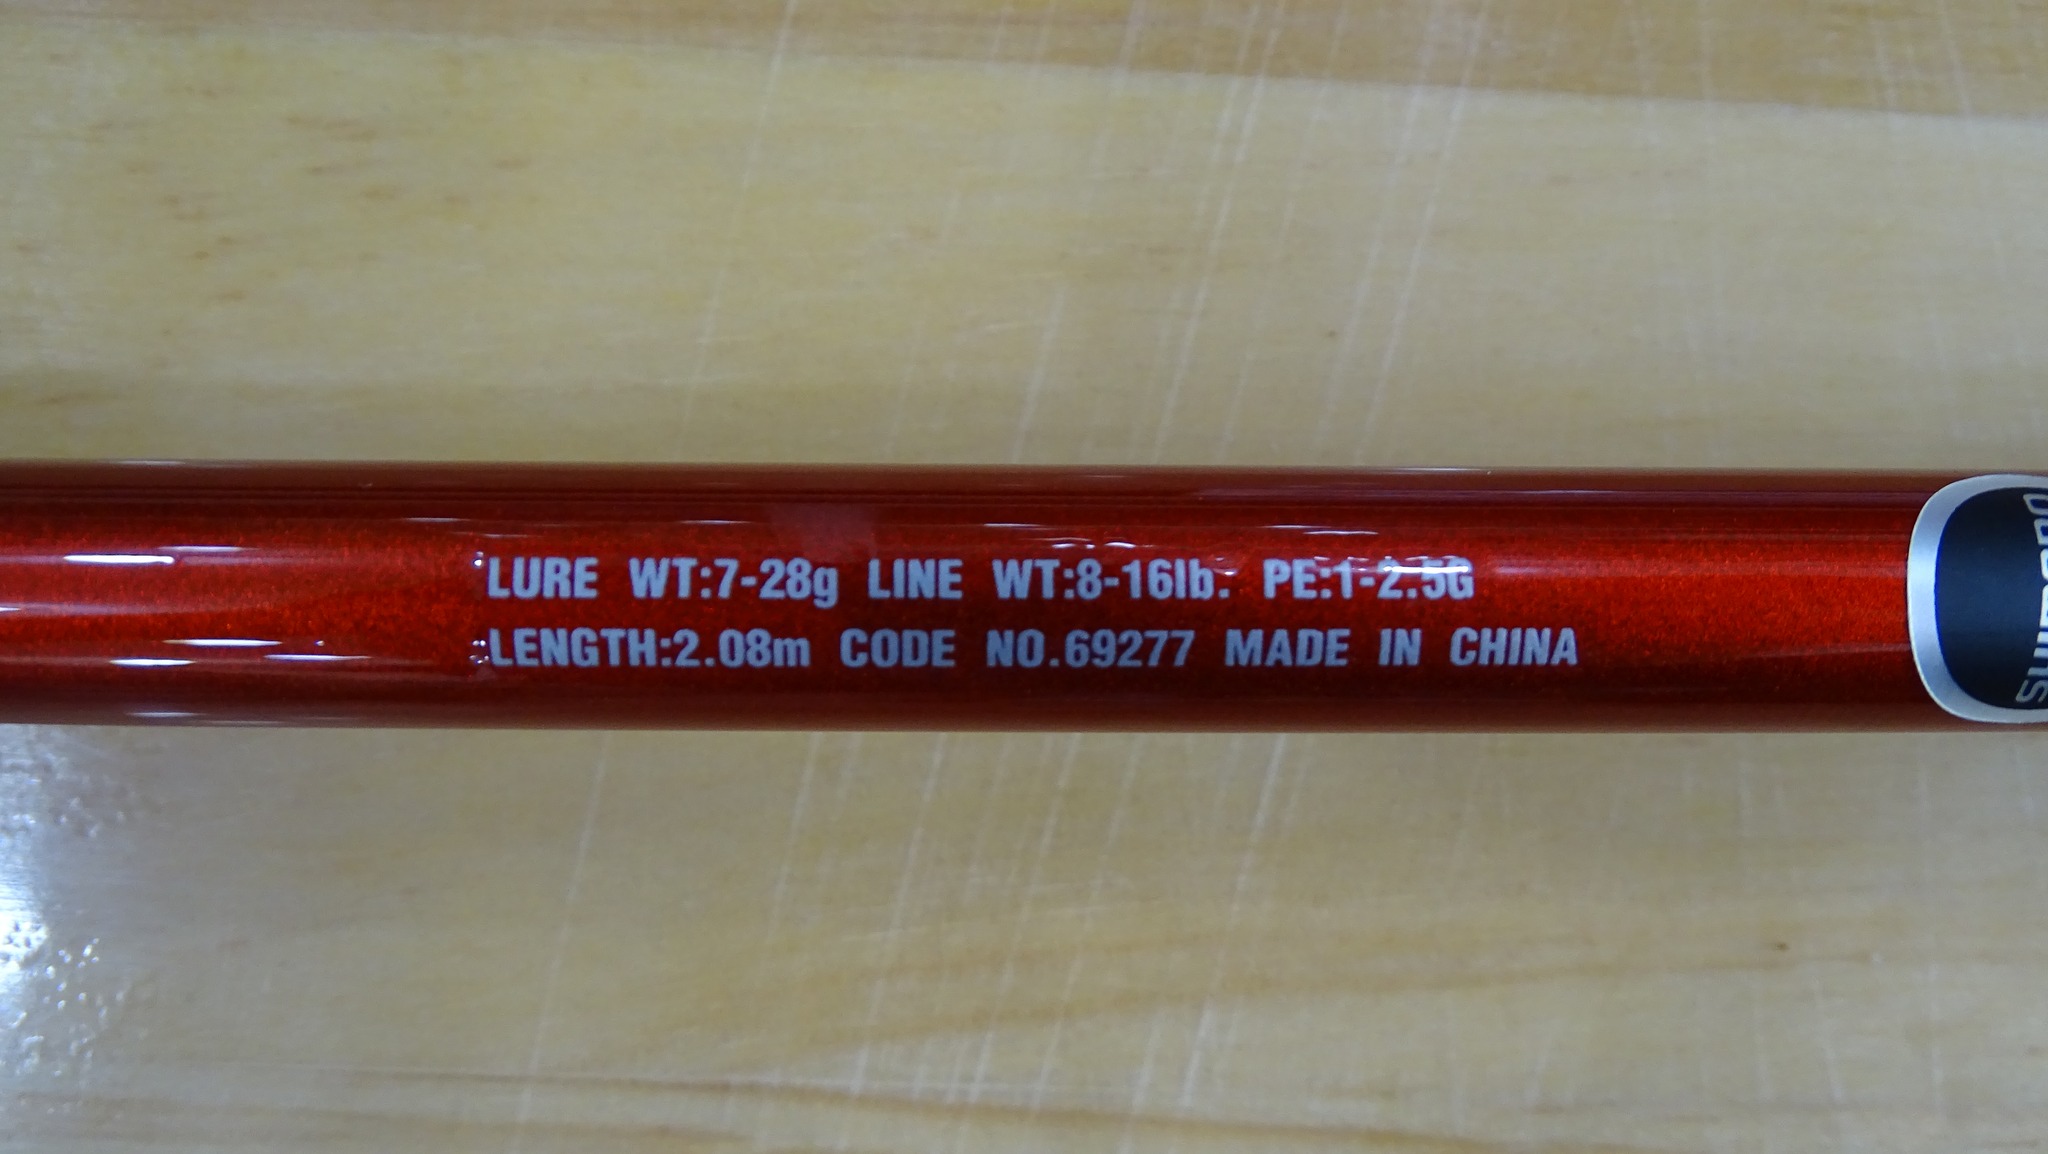 LURE WT:7-28g LINE WT:8-16lb. PE:1-2.5G
LENGTH:2.08m CODE NO.69277 MADE IN CHINA